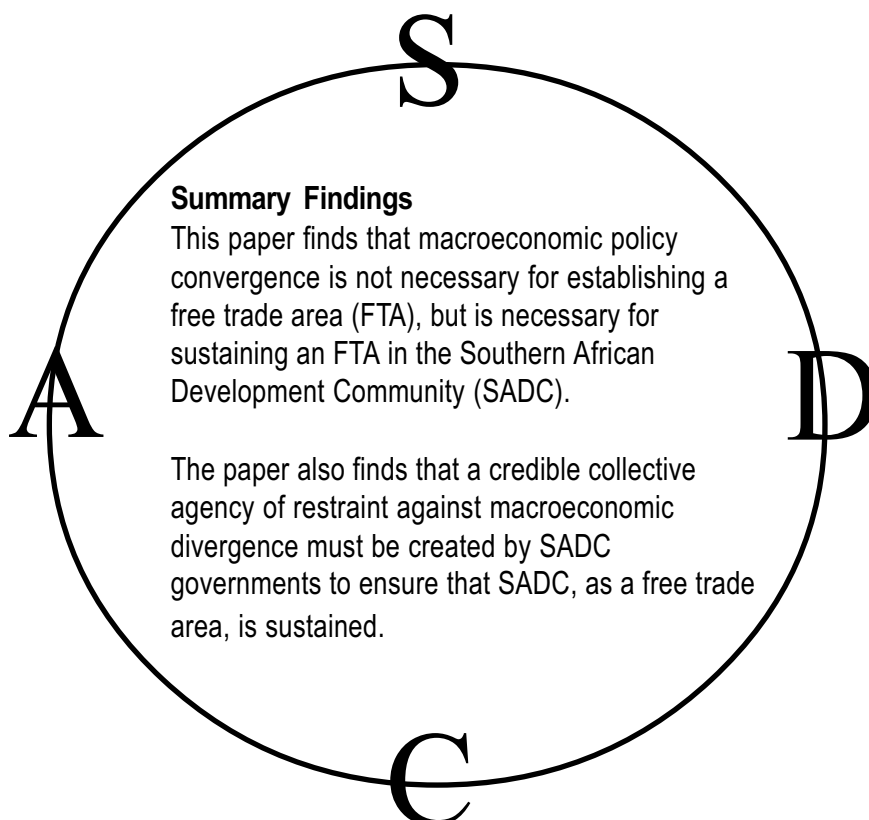 S
Summary Findings
This paper finds that macroeconomic policy
convergence is not necessary for establishing a
free trade area (FTA), but is necessary for
sustaining an FTA in the Southern African
Development Community (SADC).
A
D
The paper also finds that a credible collective
agency of restraint against macroeconomic
divergence must be created by SADC
governments to ensure that SADC, as a free trade
area, is sustained.
C